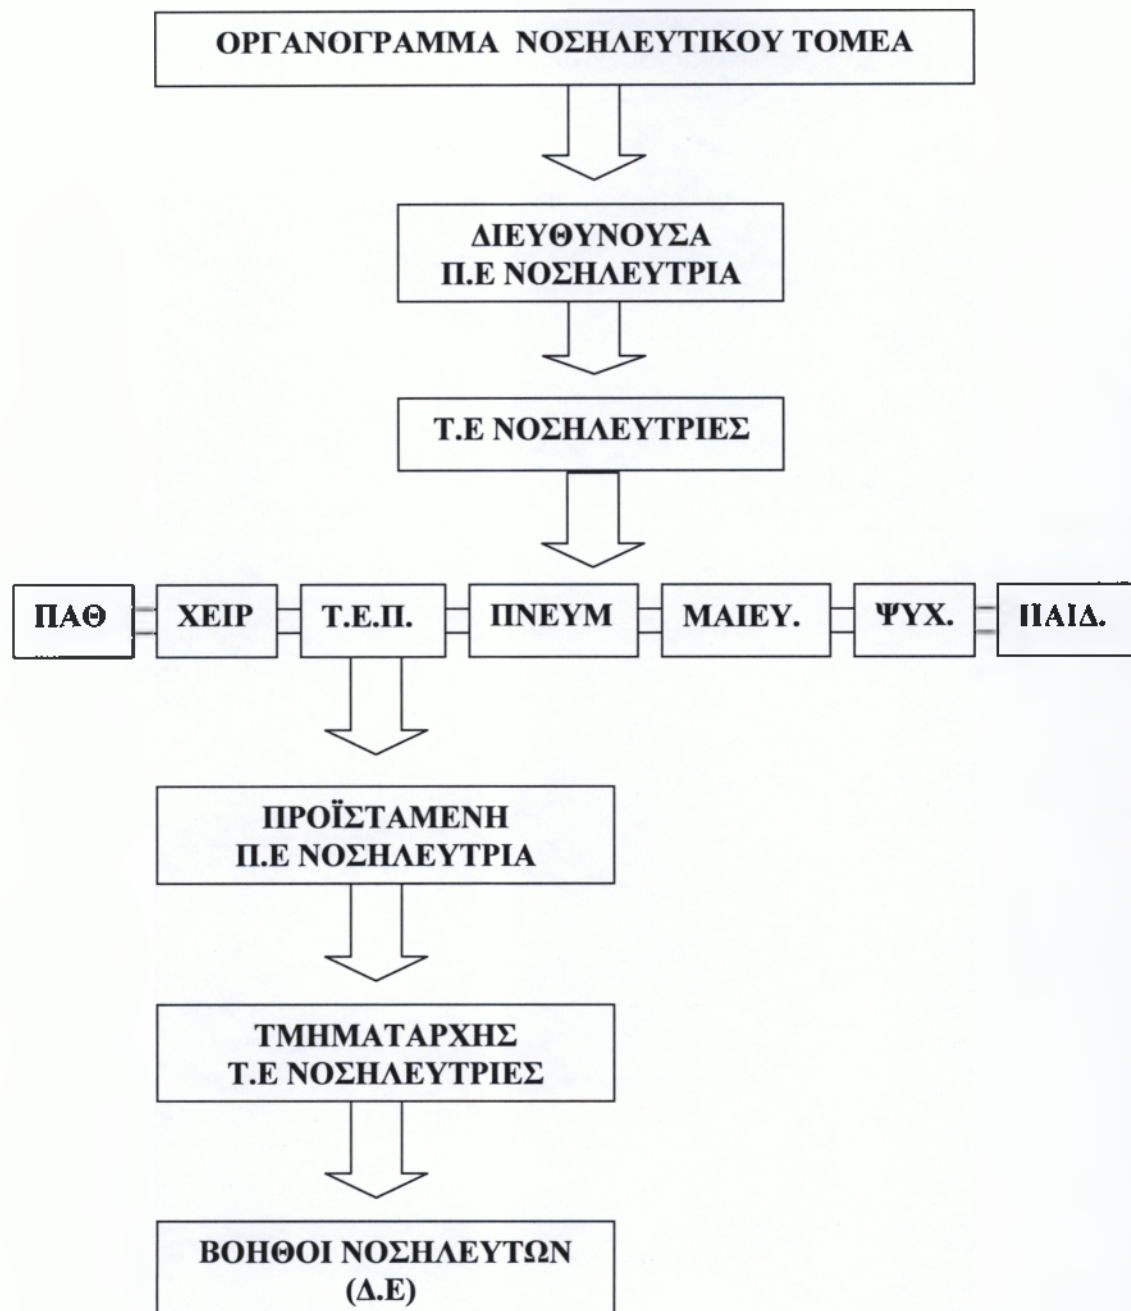 ΟΡΓΑΝΟΓΡΑΜΜΑ ΝΟΣΗΛΕΥΤΙΚΟΥ ΤΟΜΕΑ
ΔΙΕΥΘΥΝΟΥΣΑ
Π.Ε ΝΟΣΗΛΕΥΤΡΙΑ
Τ.Ε ΝΟΣΗΛΕΥΤΡΙΕΣ
ΠΑΘ ΧΕΙΡ Τ.Ε.Π. ΠΝΕΥΜ ΜΑΙΕΥ. ΨΥΧ. ΠΑΙΔ.
ΠΡΟΪΣΤΑΜΕΝΗ
Π.Ε ΝΟΣΗΛΕΥΤΡΙΑ
ΤΜΗΜΑΤΑΡΧΗΣ
Τ.Ε ΝΟΣΗΛΕΥΤΡΙΕΣ
ΒΟΗΘΟΙ ΝΟΣΗΛΕΥΤΩΝ
(Δ.Ε)